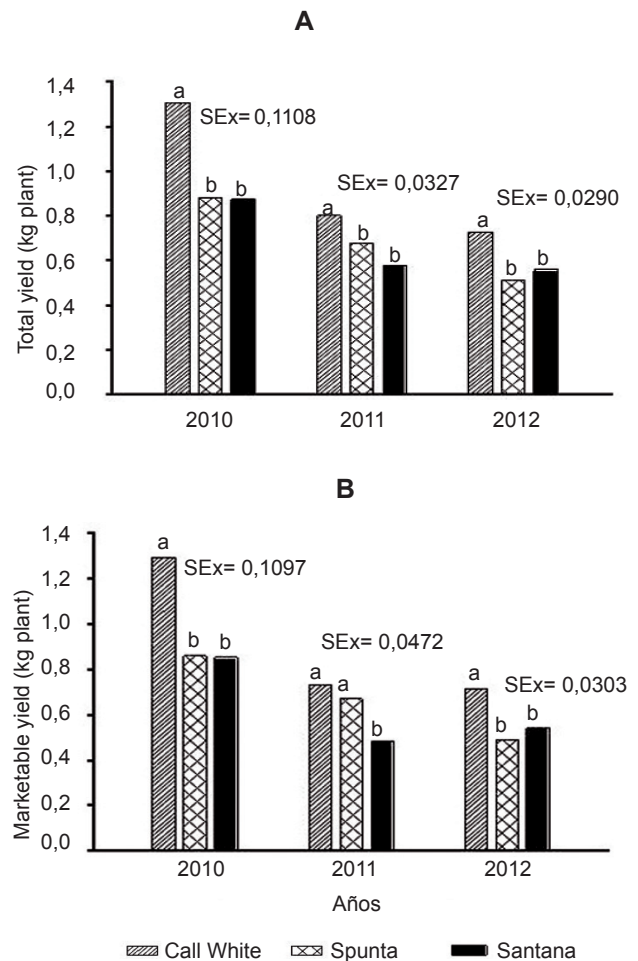 A
Total yield (kg plant)
1,4
1,2
1,0
0,8
0,6
0,4
0,2
0,0
a
b b
SEx= 0,1108
a
b
b
SEx= 0,0327
a
b
b
SEx= 0,0290
2010 2011 2012
B
Marketable yield (kg plant)
1,4
1,2
1,0
0,8
0,6
0,4
0,2
0,0
a
b b
SEx= 0,1097
a a
b
SEx= 0,0472
a
b
b
SEx= 0,0303
2010 2011 2012
Años
Call White Spunta Santana